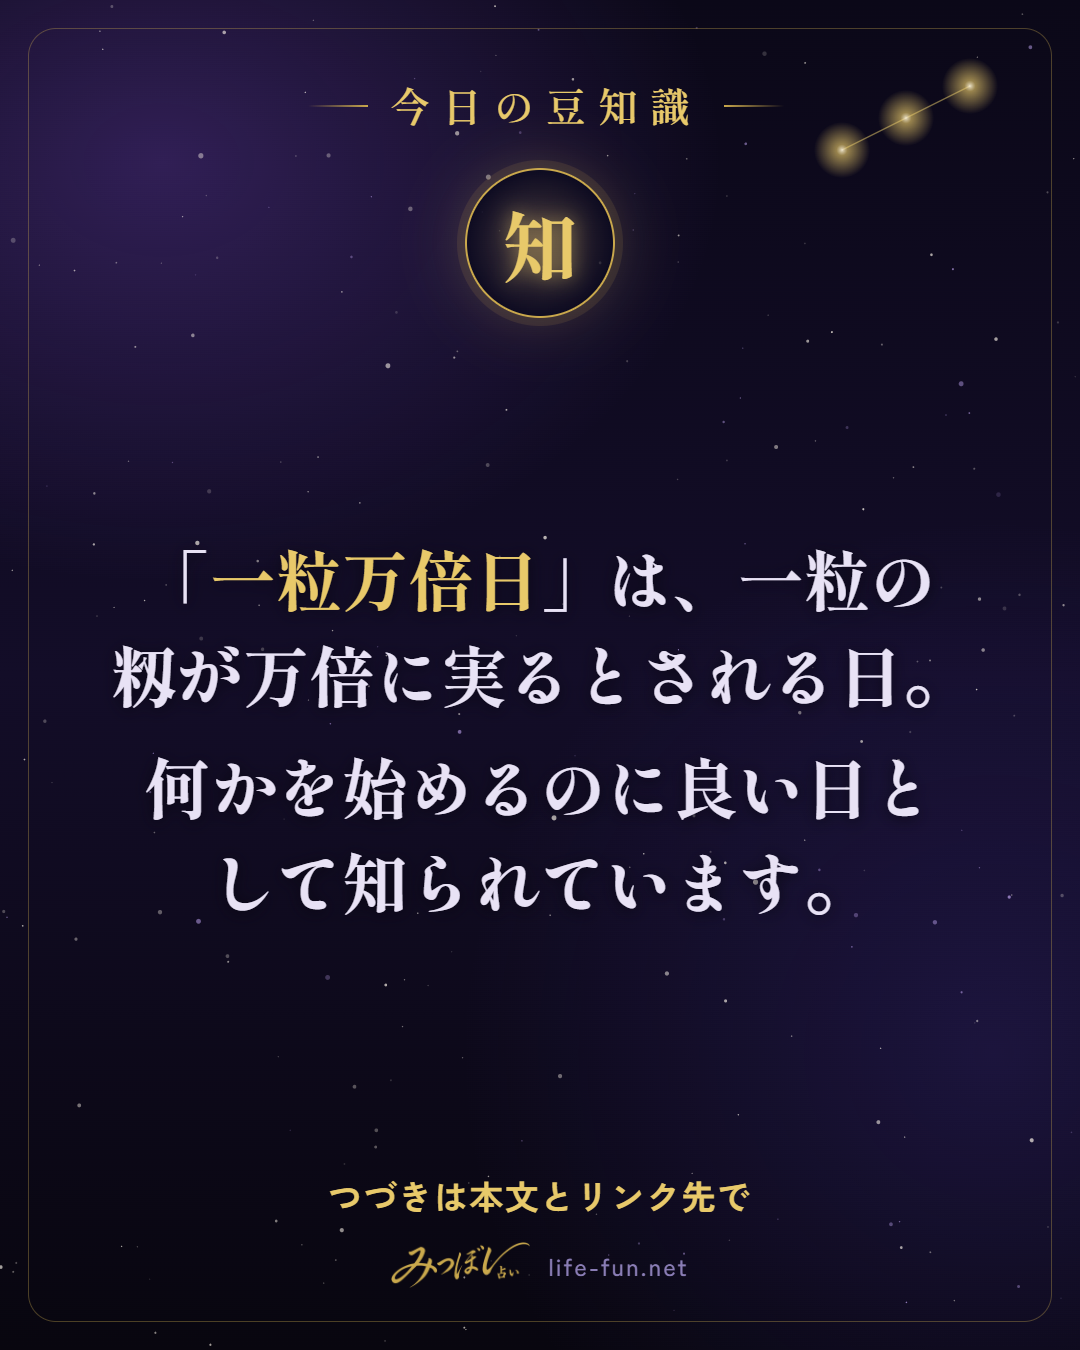 今日の豆知識
知
「一粒万倍日」は、一粒の
籾が万倍に実るとされる日。
何かを始めるのに良い日と
して知られています。
つづきは本文とリンク先で
みつぼし占い life-fun.net